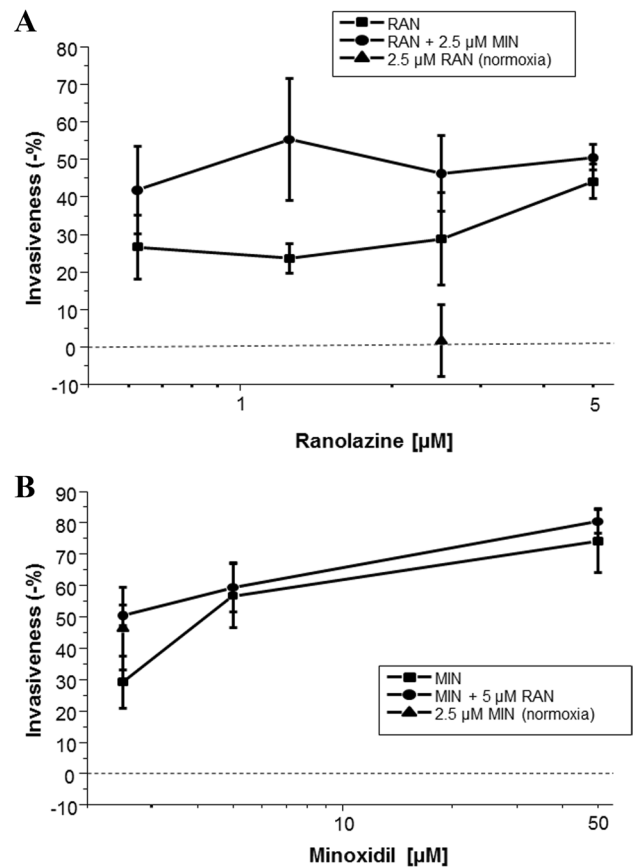 A
RAN
RAN + 2.5 µM MIN
2.5 µM RAN (normoxia)
80
70
60
50
40
30
20
10
0
-10
Invasiveness (-%)
1
5
Ranolazine [µM]
B
90
80
70
60
50
40
30
20
10
0
-10
Invasiveness (-%)
MIN
MIN + 5 µM RAN
2.5 µM MIN (normoxia)
10
50
Minoxidil [µM]